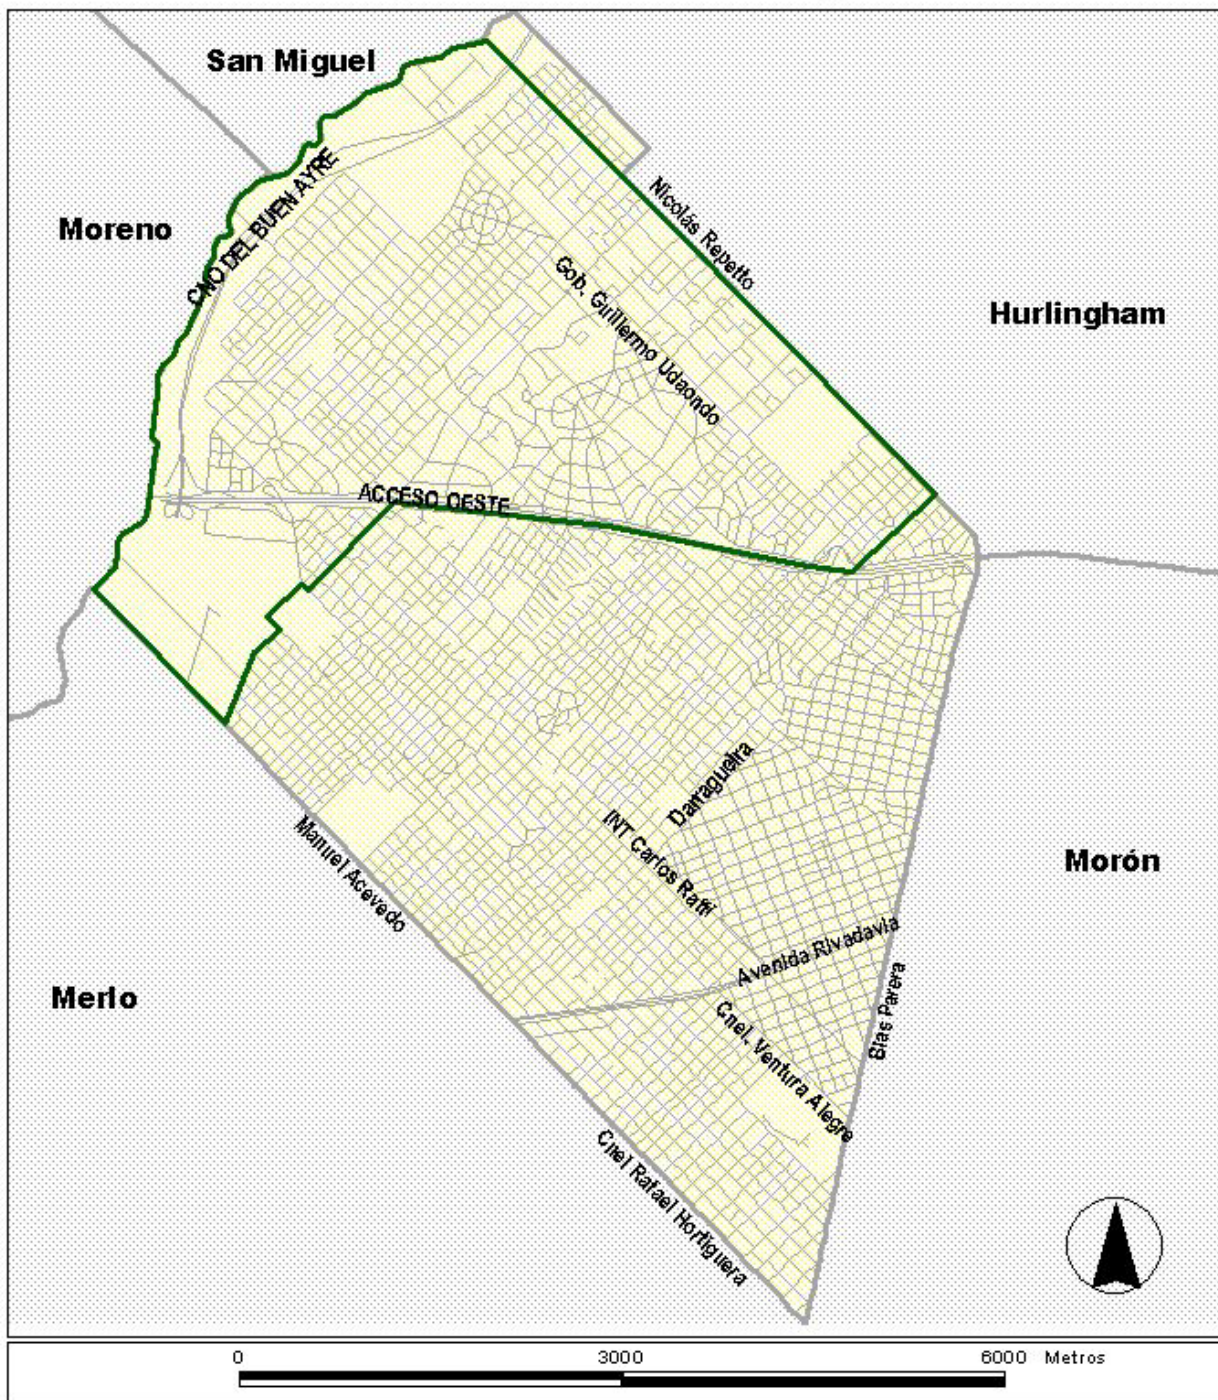 San Miguel
CNO DEL BUEN AYRE
Moreno
Nicolás Repetto
Gob. Guillermo Udaondo
Hurlingham
ACCESO OESTE
Darragueira
INT Carlos Ratti
Manuel Acevedo
Morón
Avenida Rivadavia
Merlo
Blas Parera
Cnel. Ventura Alegre
Cnel Rafael Hortiguera
0 3000 6000 Metros